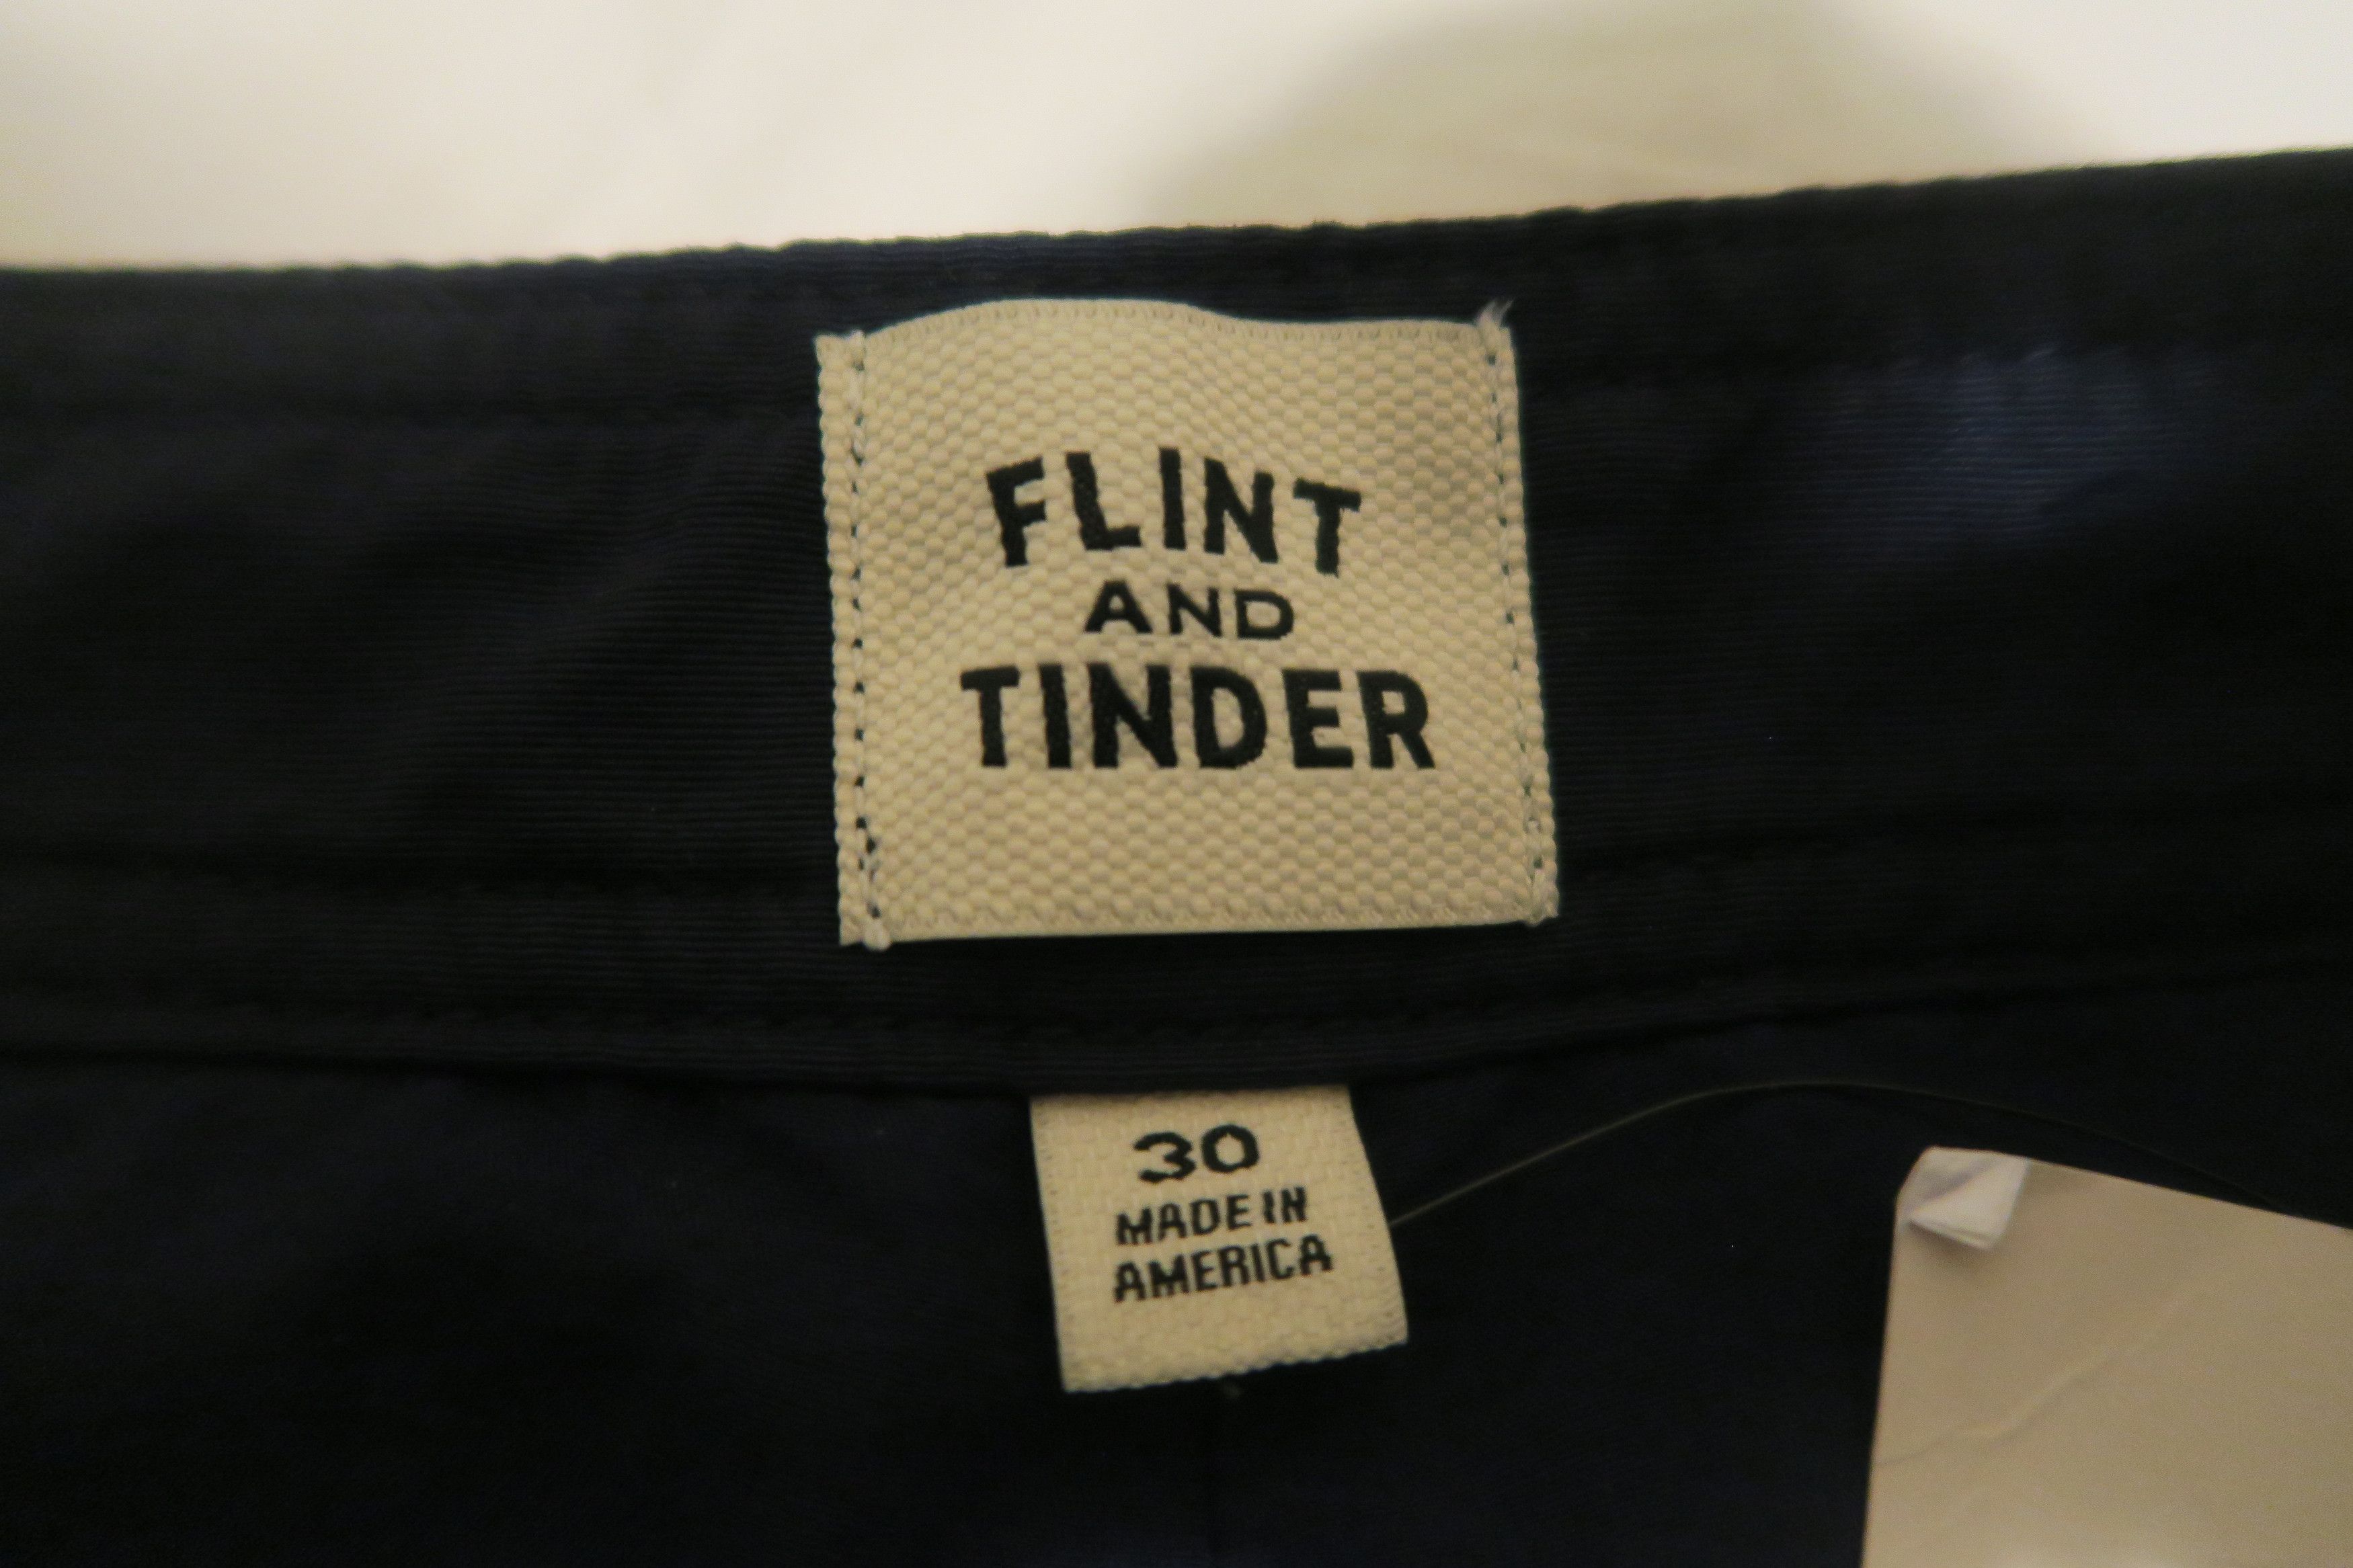 FLINT
AND
TINDER
30
MADE IN
AMERICA